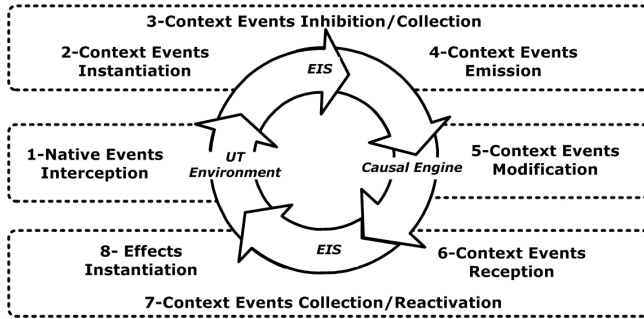 3-Context Events Inhibition/Collection
2-Context Events
Instantiation
EIS
4-Context Events
Emission
1-Native Events
Interception
UT
Environment
Causal Engine
5-Context Events
Modification
8- Effects
Instantiation
EIS
6-Context Events
Reception
7-Context Events Collection/Reactivation